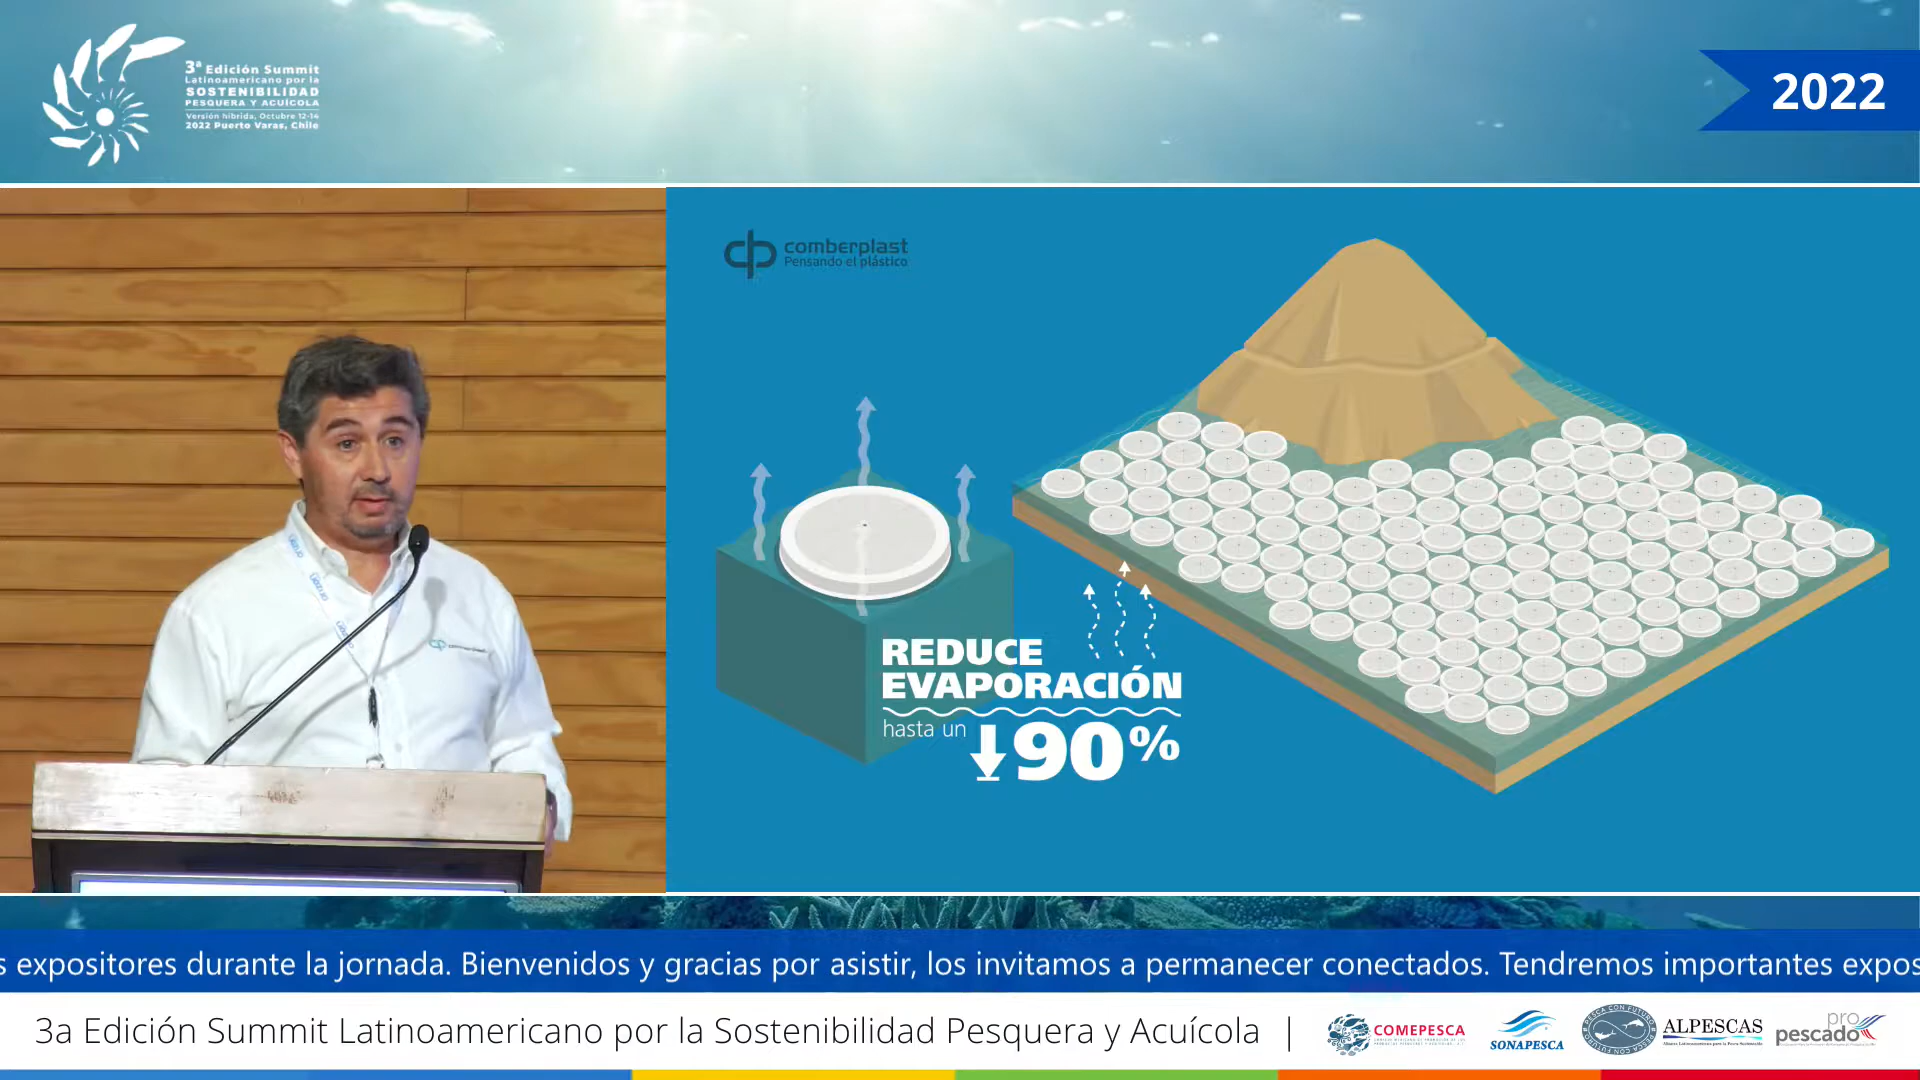 3ª Edición Summit
Latinoamericano por la
SOSTENIBILIDAD
PESQUERA Y ACUÍCOLA
Versión híbrida, Octubre 12-14
2022 Puerto Varas, Chile
2022
comberplast
Pensando el plástico
REDUCE
EVAPORACIÓN
hasta un
90%
s expositores durante la jornada. Bienvenidos y gracias por asistir, los invitamos a permanecer conectados. Tendremos importantes expos
3a Edición Summit Latinoamericano por la Sostenibilidad Pesquera y Acuícola |
COMEPESCA
SONAPESCA
PESCA CON FUTURO
ALPESCAS
pro
pescado